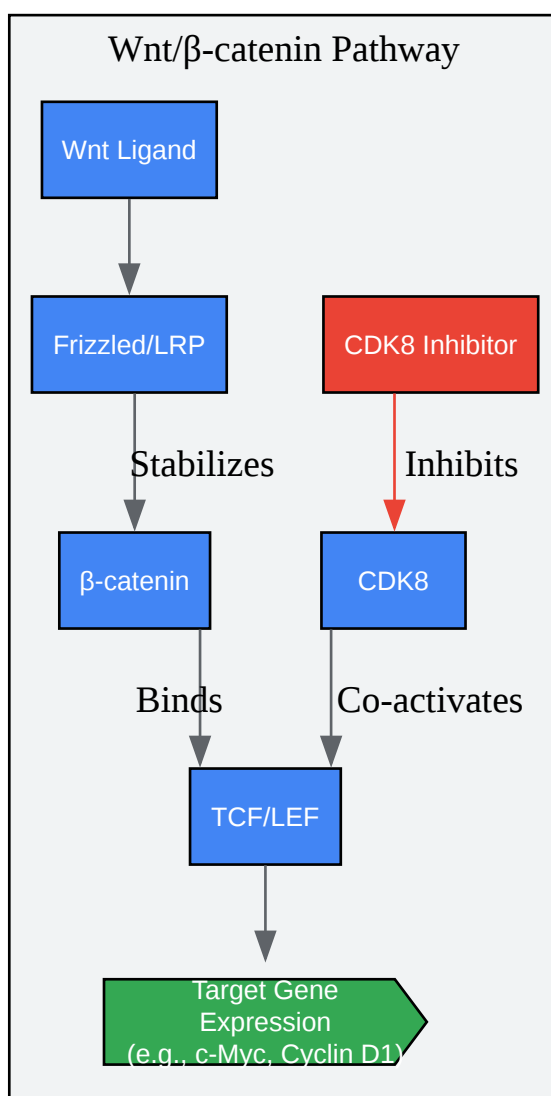 Wnt/β-catenin Pathway
Wnt Ligand
Frizzled/LRP
CDK8 Inhibitor
Stabilizes
Inhibits
β-catenin
CDK8
Binds
Co-activates
TCF/LEF
Target Gene
Expression
(e.g., c-Myc, Cyclin D1)